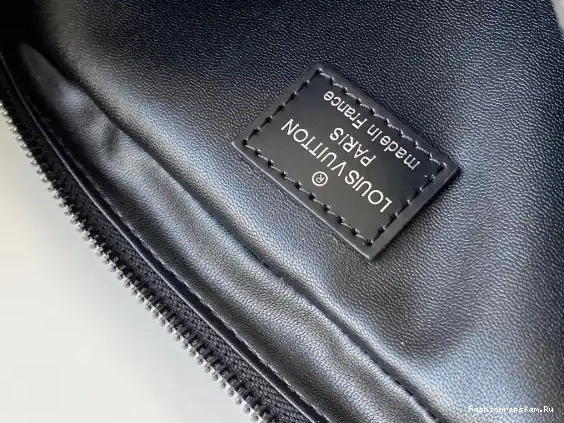 ®
LOUIS VUITTON
PARIS
made in France
Fashionrepsfam.Ru